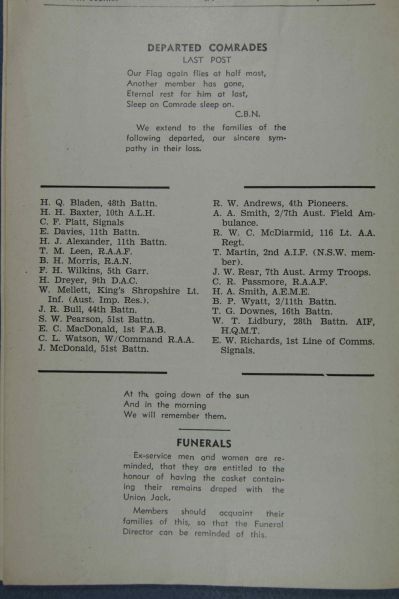 DEPARTED COMRADES
LAST POST
Our Flag again flies at half mast,
Another member has gone,
Eternal rest for him at last,
Sleep on Comrade sleep on.
C.B.N.
We extend to the families of the
following departed, our sincere sym-
pathy in their loss.
H. Q. Bladen, 48th Battn.
H. H. Baxter, 10th A.L.H.
C. F. Platt, Signals
E. Davies, 11th Battn.
H. J. Alexander, 11th Battn.
T. M. Leen, R.A.A.F.
B. H. Morris, R.A.N.
F. H. Wilkins, 5th Garr.
H. Dreyer, 9th D.A.C.
W. Mellett, King's Shropshire Lt.
Inf. (Aust. Imp. Res.).
J. R. Bull, 44th Battn.
S. W. Pearson, 51st Battn.
E. C. MacDonald, 1st F.A.B.
C. L. Watson, W/Command R.A.A.
J. McDonald, 51st Battn.
R. W. Andrews, 4th Pioneers.
A. A. Smith, 2/7th Aust. Field Am-
bulance.
R. W. C. McDiarmid, 116 Lt. A.A.
Regt.
T. Martin, 2nd A.I.F. (N.S.W. mem-
ber).
J. W. Rear, 7th Aust. Army Troops.
C. R. Passmore, R.A.A.F.
H. A. Smith, A.E.M.E.
B. P. Wyatt, 2/11th Battn.
T. G. Downes, 16th Battn.
W. T. Lidbury, 28th Battn. AIF,
H.Q.M.T.
E. W. Richards, 1st Line of Comms.
Signals.
At the going down of the sun
And in the morning
We will remember them.
FUNERALS
Ex-service men and women are re-
minded, that they are entitled to the
honour of having the casket contain-
ing their remains draped with the
Union Jack.
Members should acquaint their
families of this, so that the Funeral
Director can be reminded of this.